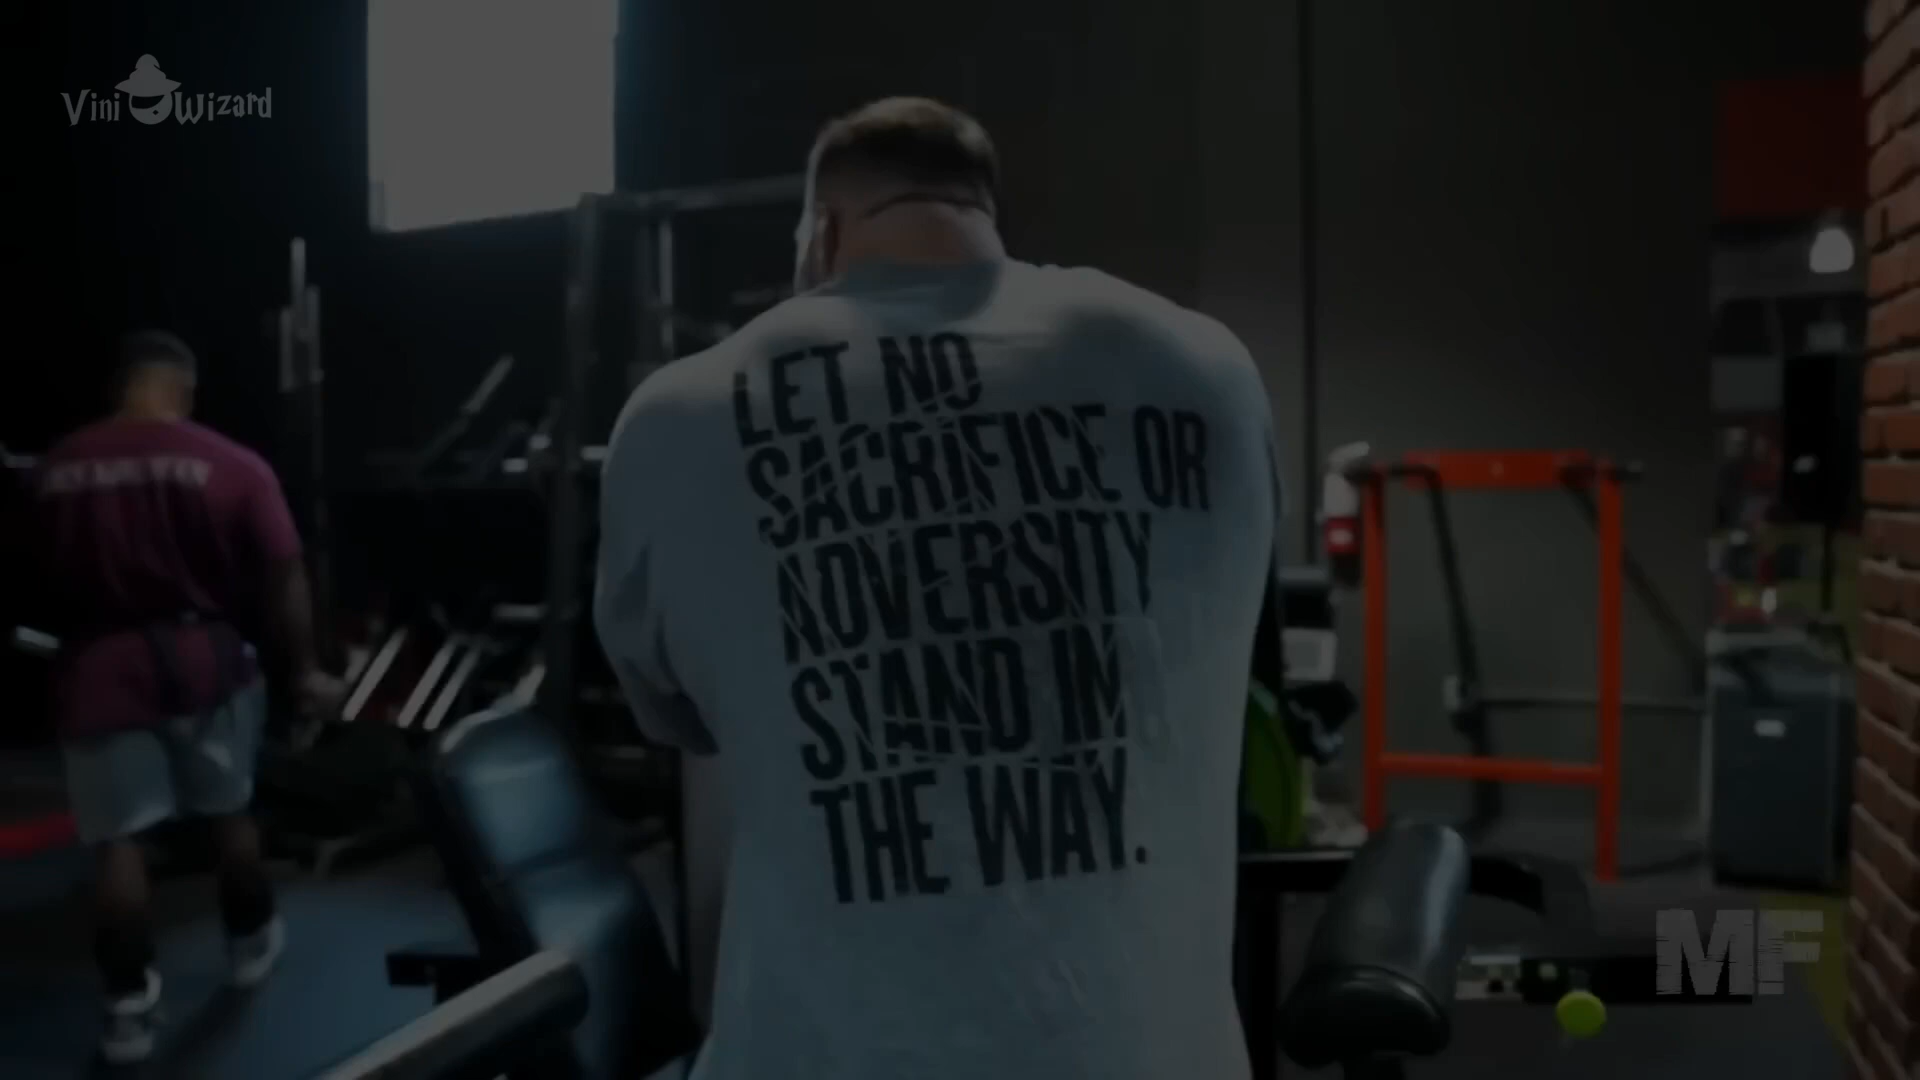 Vini Wizard
LET NO
SACRIFICE OR
ADVERSITY
STAND IN
THE WAY.
MF